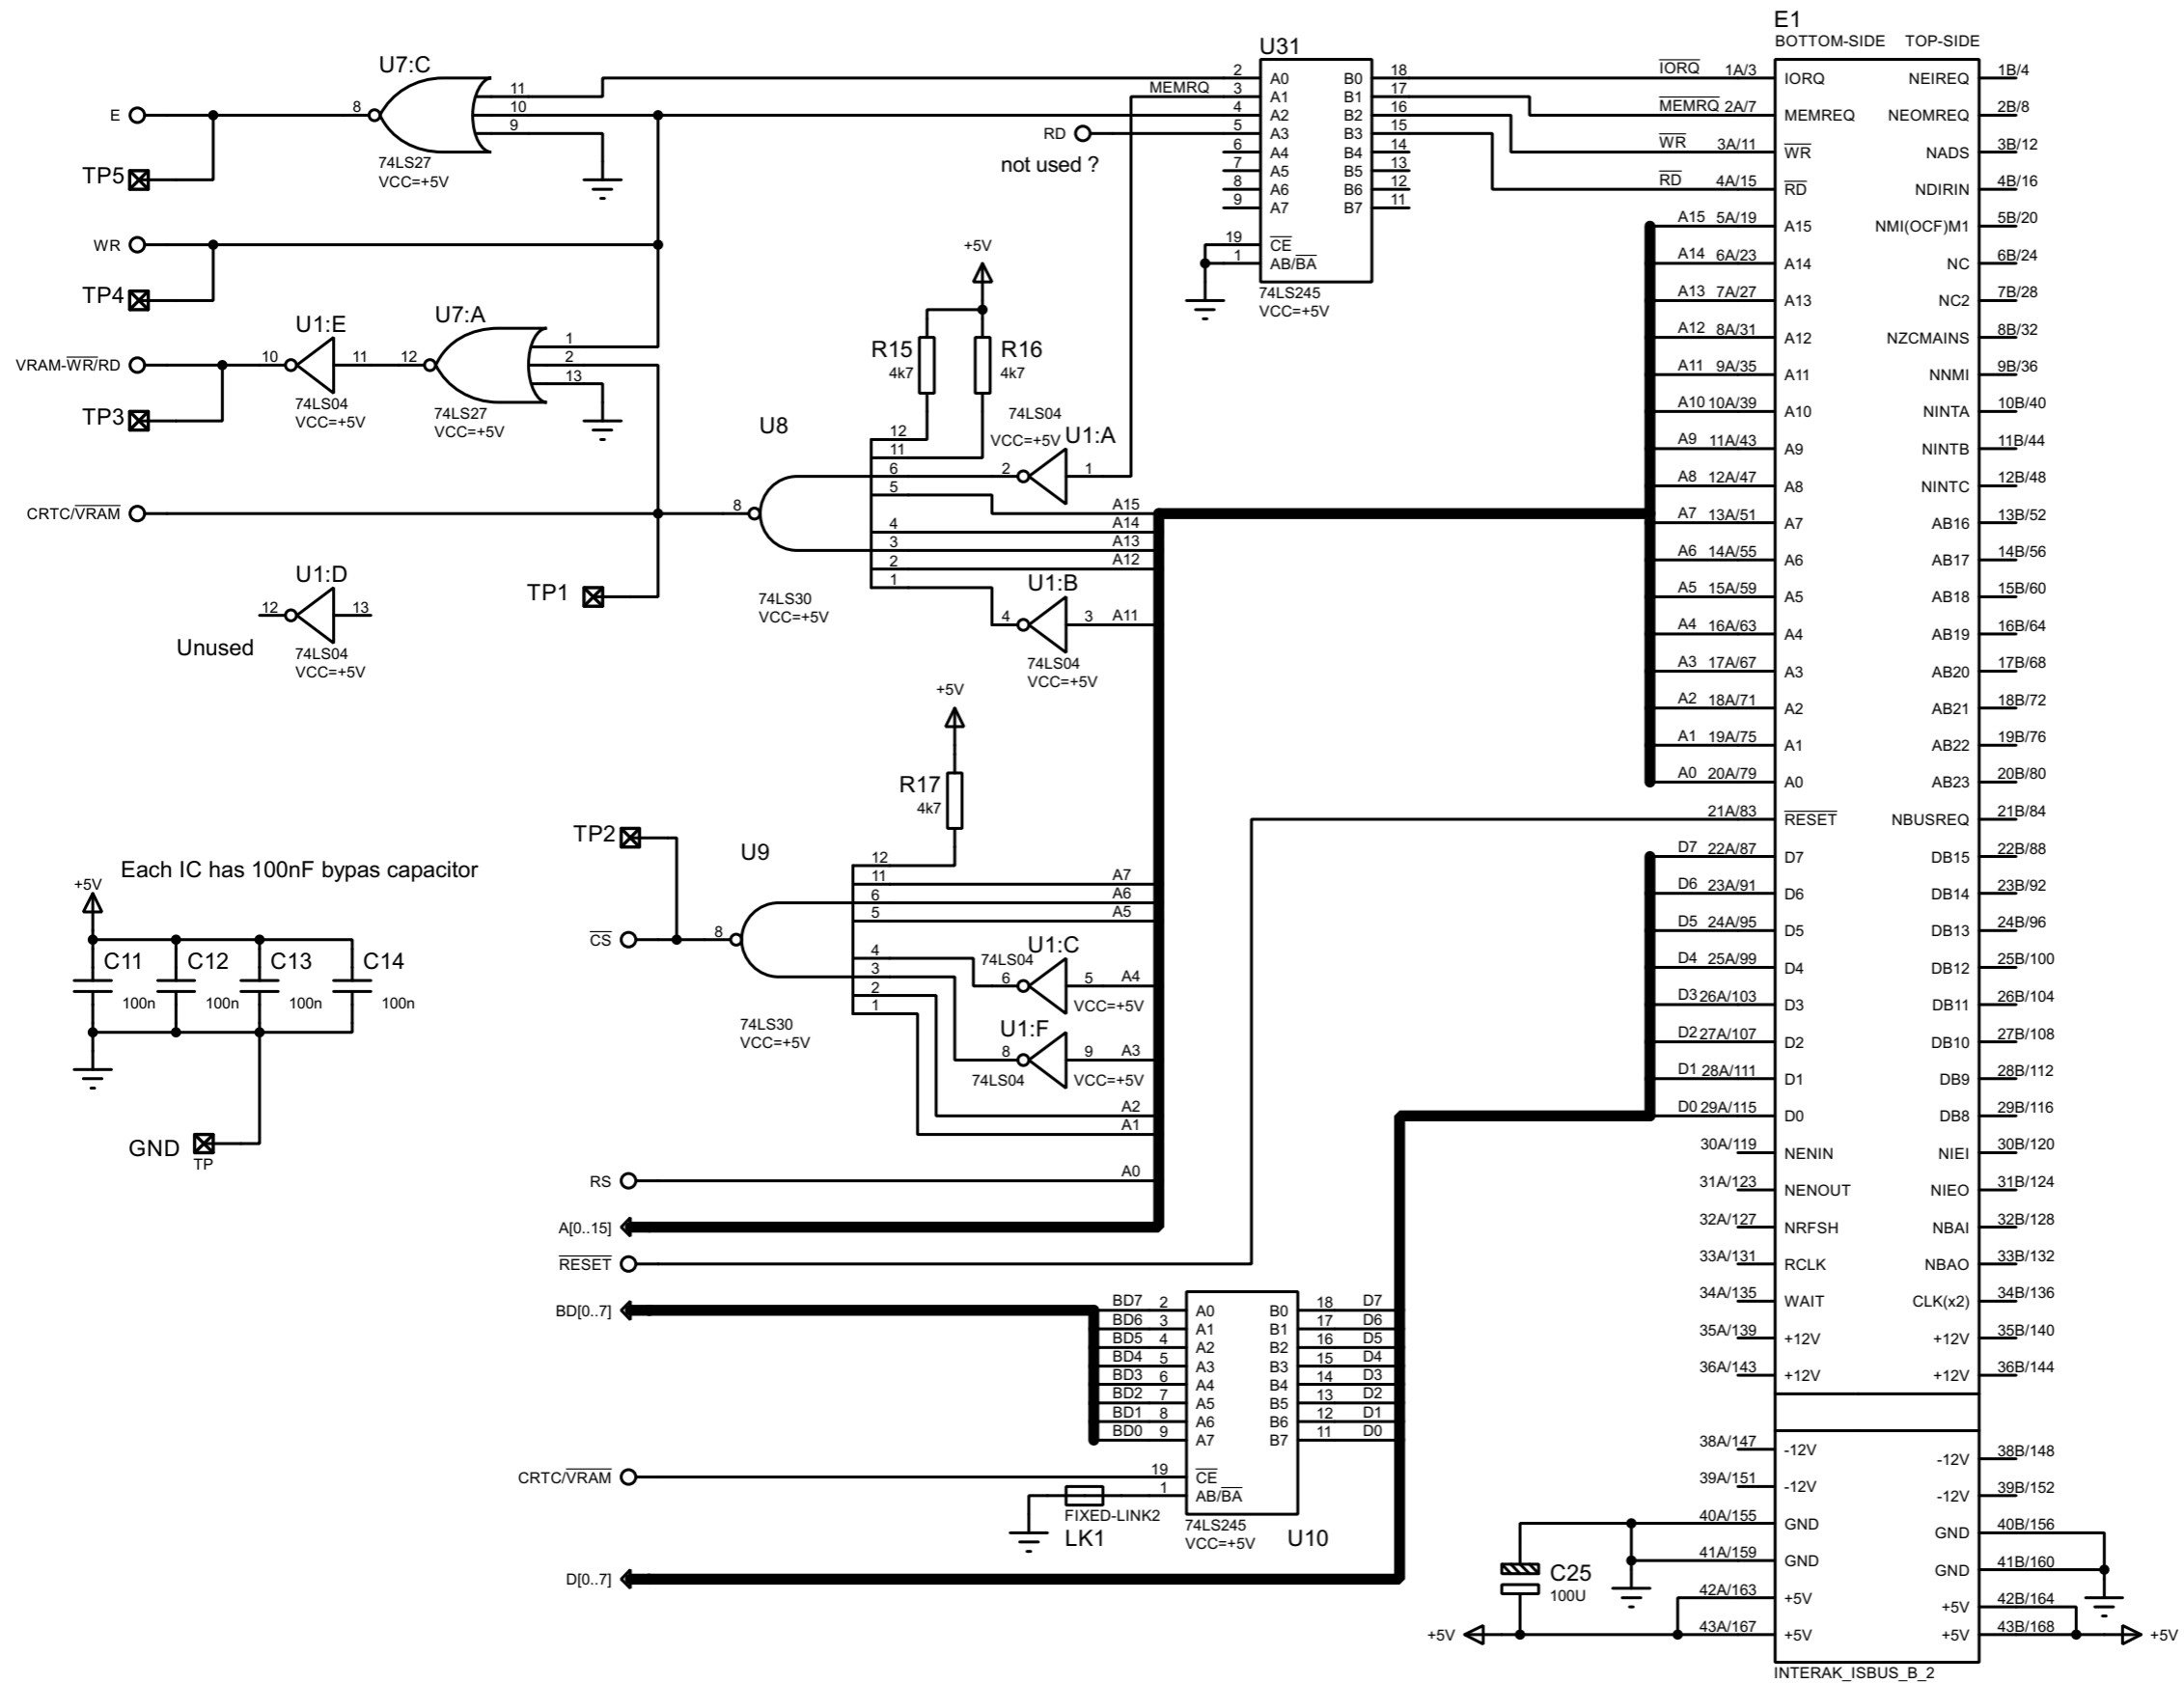 E1
BOTTOM-SIDE TOP-SIDE
U31
U7:C
E
8
11
10
9
74LS27
VCC=+5V
TP5
MEMRQ
RD
not used ?
2 A0 B0 18
3 A1 B1 17
4 A2 B2 16
5 A3 B3 15
6 A4 B4 14
7 A5 B5 13
8 A6 B6 12
9 A7 B7 11
19 CE
1 AB/BA
74LS245
VCC=+5V
IORQ 1A/3 IORQ NEIREQ 1B/4
MEMRQ 2A/7 MEMREQ NEOMREQ 2B/8
WR 3A/11 WR NADS 3B/12
RD 4A/15 RD NDIRIN 4B/16
A15 5A/19 A15 NMI(OCF)M1 5B/20
A14 6A/23 A14 NC 6B/24
A13 7A/27 A13 NC2 7B/28
A12 8A/31 A12 NZCMAINS 8B/32
A11 9A/35 A11 NNMI 9B/36
A10 10A/39 A10 NINTA 10B/40
A9 11A/43 A9 NINTB 11B/44
A8 12A/47 A8 NINTC 12B/48
A7 13A/51 A7 AB16 13B/52
A6 14A/55 A6 AB17 14B/56
A5 15A/59 A5 AB18 15B/60
A4 16A/63 A4 AB19 16B/64
A3 17A/67 A3 AB20 17B/68
A2 18A/71 A2 AB21 18B/72
A1 19A/75 A1 AB22 19B/76
A0 20A/79 A0 AB23 20B/80
21A/83 RESET NBUSREQ 21B/84
D7 22A/87 D7 DB15 22B/88
D6 23A/91 D6 DB14 23B/92
D5 24A/95 D5 DB13 24B/96
D4 25A/99 D4 DB12 25B/100
D3 26A/103 D3 DB11 26B/104
D2 27A/107 D2 DB10 27B/108
D1 28A/111 D1 DB9 28B/112
D0 29A/115 D0 DB8 29B/116
30A/119 NENIN NIEI 30B/120
31A/123 NENOUT NIEO 31B/124
32A/127 NRFSH NBAI 32B/128
33A/131 RCLK NBAO 33B/132
34A/135 WAIT CLK(x2) 34B/136
35A/139 +12V +12V 35B/140
36A/143 +12V +12V 36B/144
38A/147 -12V -12V 38B/148
39A/151 -12V -12V 39B/152
40A/155 GND GND 40B/156
41A/159 GND GND 41B/160
42A/163 +5V +5V 42B/164
43A/167 +5V +5V 43B/168
INTERAK_ISBUS_B_2
+5V
+5V
C25
100U
WR
TP4
U1:E
U7:A
VRAM-WR/RD
10
11
12
1
2
13
TP3
74LS04
VCC=+5V
74LS27
VCC=+5V
+5V
R15
4k7
R16
4k7
U8
74LS04
VCC=+5V
U1:A
12
11
6
2
1
5
A15
4 A14
3 A13
2 A12
1
CRTC/VRAM
8
TP1
74LS30
VCC=+5V
U1:B
4
3
A11
74LS04
VCC=+5V
U1:D
12
13
Unused
74LS04
VCC=+5V
+5V
R17
4k7
TP2
U9
12
11 A7
6 A6
5 A5
CS
8
U1:C
74LS04
4
6
5
A4
VCC=+5V
3
2
1
74LS30
VCC=+5V
U1:F
8
9
A3
74LS04
VCC=+5V
A2
A1
Each IC has 100nF bypas capacitor
+5V
C11
100n
C12
100n
C13
100n
C14
100n
GND
TP
RS
A0
A[0..15]
RESET
BD[0..7]
BD7 2 A0 B0 18 D7
BD6 3 A1 B1 17 D6
BD5 4 A2 B2 16 D5
BD4 5 A3 B3 15 D4
BD3 6 A4 B4 14 D3
BD2 7 A5 B5 13 D2
BD1 8 A6 B6 12 D1
BD0 9 A7 B7 11 D0
CRTC/VRAM
19 CE
1 AB/BA
FIXED-LINK2
LK1
74LS245
VCC=+5V
U10
D[0..7]